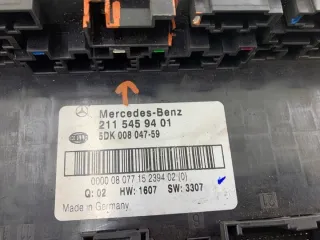 Mercedes-Benz
211 545 94 01
5DK 008 047-59
0000 08 077 15 2394 02 (0)
Q: 02 HW: 1607 SW: 3307
Made in Germany